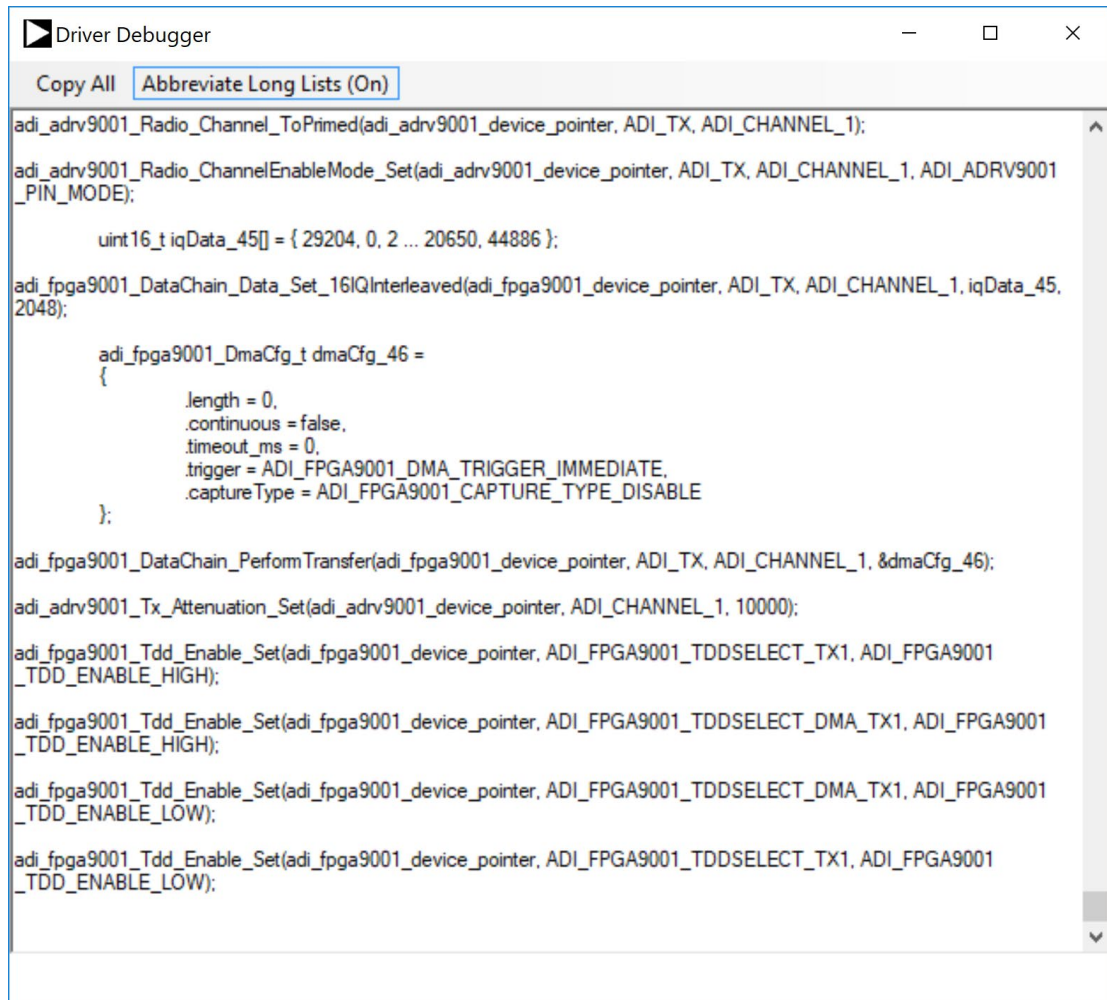 Driver Debugger
Copy All Abbreviate Long Lists (On)
adi_adrv9001_Radio_Channel_ToPrimed(adi_adrv9001_device_pointer, ADI_TX, ADI_CHANNEL_1);
adi_adrv9001_Radio_ChannelEnableMode_Set(adi_adrv9001_device_pointer, ADI_TX, ADI_CHANNEL_1, ADI_ADRV9001
_PIN_MODE);
uint16_t iqData_45[] = { 29204, 0, 2 ... 20650, 44886 };
adi_fpga9001_DataChain_Data_Set_16IQInterleaved(adi_fpga9001_device_pointer, ADI_TX, ADI_CHANNEL_1, iqData_45,
2048);
adi_fpga9001_DmaCfg_t dmaCfg_46 =
{
.length = 0,
.continuous = false,
.timeout_ms = 0,
.trigger = ADI_FPGA9001_DMA_TRIGGER_IMMEDIATE,
.captureType = ADI_FPGA9001_CAPTURE_TYPE_DISABLE
};
adi_fpga9001_DataChain_PerformTransfer(adi_fpga9001_device_pointer, ADI_TX, ADI_CHANNEL_1, &dmaCfg_46);
adi_adrv9001_Tx_Attenuation_Set(adi_adrv9001_device_pointer, ADI_CHANNEL_1, 10000);
adi_fpga9001_Tdd_Enable_Set(adi_fpga9001_device_pointer, ADI_FPGA9001_TDDSELECT_TX1, ADI_FPGA9001
_TDD_ENABLE_HIGH);
adi_fpga9001_Tdd_Enable_Set(adi_fpga9001_device_pointer, ADI_FPGA9001_TDDSELECT_DMA_TX1, ADI_FPGA9001
_TDD_ENABLE_HIGH);
adi_fpga9001_Tdd_Enable_Set(adi_fpga9001_device_pointer, ADI_FPGA9001_TDDSELECT_DMA_TX1, ADI_FPGA9001
_TDD_ENABLE_LOW);
adi_fpga9001_Tdd_Enable_Set(adi_fpga9001_device_pointer, ADI_FPGA9001_TDDSELECT_TX1, ADI_FPGA9001
_TDD_ENABLE_LOW);